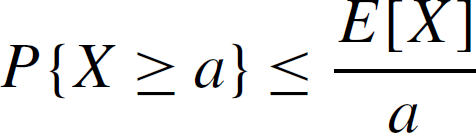 P{X ≥ a} ≤ E[X]/a